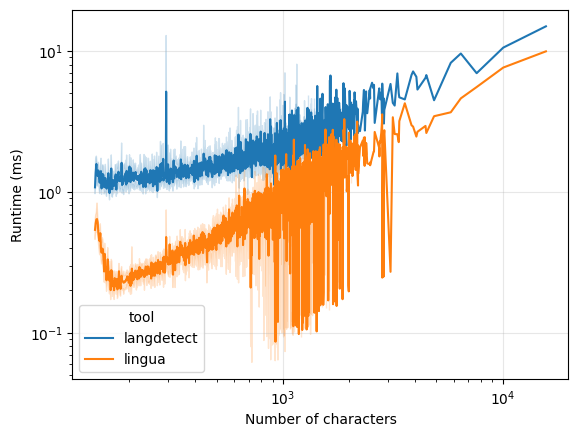 10¹
10⁰
10⁻¹
Runtime (ms)
tool
langdetect
lingua
10³
10⁴
Number of characters